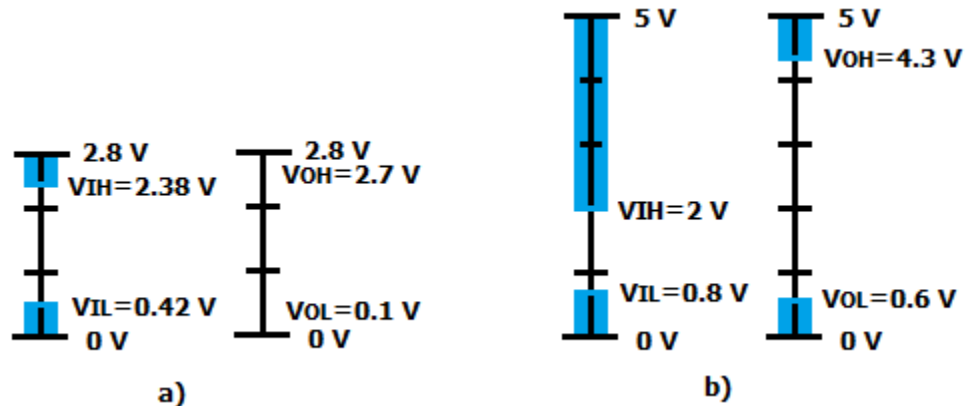 2.8 V
VIH=2.38 V
VIL=0.42 V
0 V
2.8 V
VOH=2.7 V
VOL=0.1 V
0 V
a)
5 V
VIH=2 V
VIL=0.8 V
0 V
5 V
VOH=4.3 V
VOL=0.6 V
0 V
b)